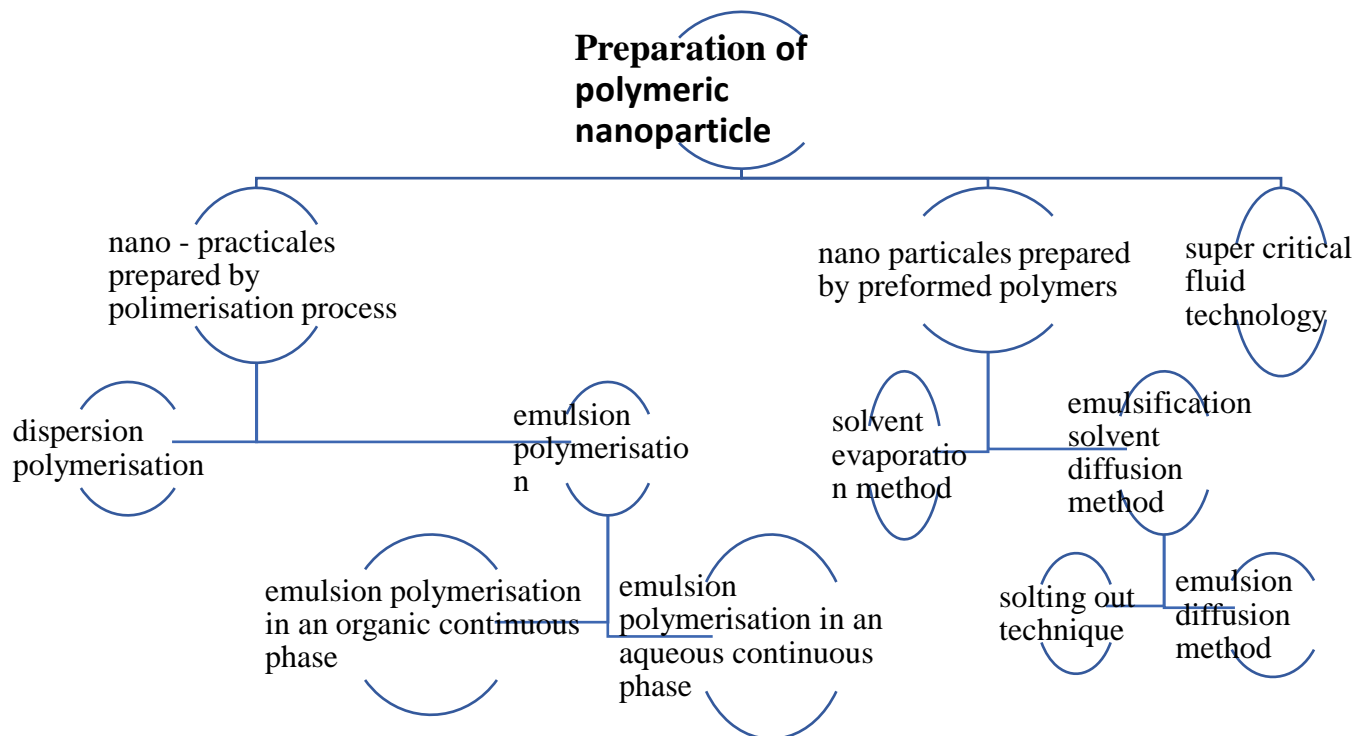 Preparation of
polymeric
nanoparticle
nano - practicales
prepared by
polimerisation process
nano particales prepared
by preformed polymers
super critical
fluid
technology
dispersion
polymerisation
emulsion
polymerisatio
n
solvent
evaporatio
n method
emulsification
solvent
diffusion
method
emulsion polymerisation
in an organic continuous
phase
emulsion
polymerisation in an
aqueous continuous
phase
solting out
technique
emulsion
diffusion
method